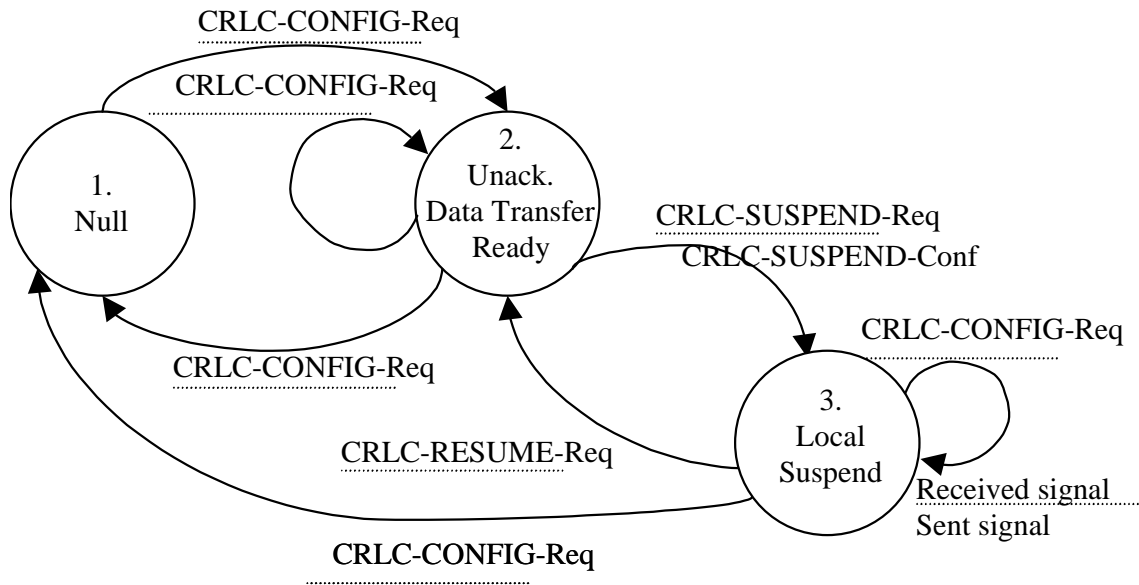 CRLC-CONFIG-Req
CRLC-CONFIG-Req
1.
Null
2.
Unack.
Data Transfer
Ready
CRLC-SUSPEND-Req
CRLC-SUSPEND-Conf
CRLC-CONFIG-Req
CRLC-CONFIG-Req
3.
Local
Suspend
CRLC-RESUME-Req
Received signal
Sent signal
CRLC-CONFIG-Req